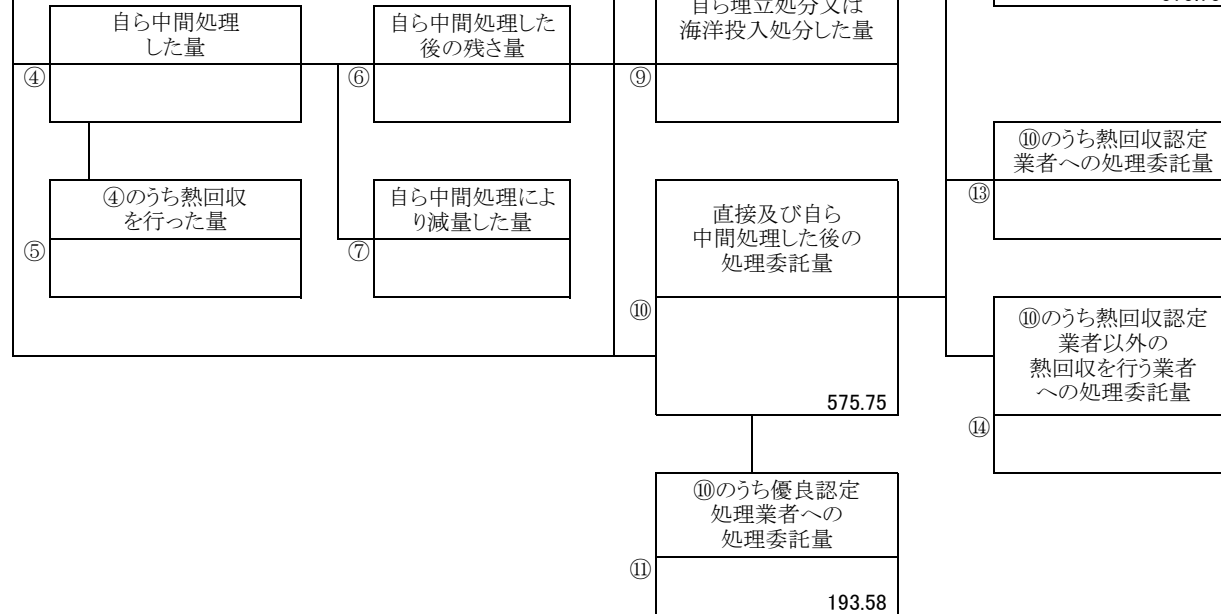 自ら中間処理
した量
④
自ら中間処理した
後の残さ量
⑥
自ら埋立処分又は
海洋投入処分した量
⑨
④のうち熱回収
を行った量
⑤
自ら中間処理によ
り減量した量
⑦
直接及び自ら
中間処理した後の
処理委託量
⑩
575.75
⑩のうち優良認定
処理業者への
処理委託量
⑪
193.58
⑩のうち熱回収認定
業者への処理委託量
⑬
⑩のうち熱回収認定
業者以外の
熱回収を行う業者
への処理委託量
⑭